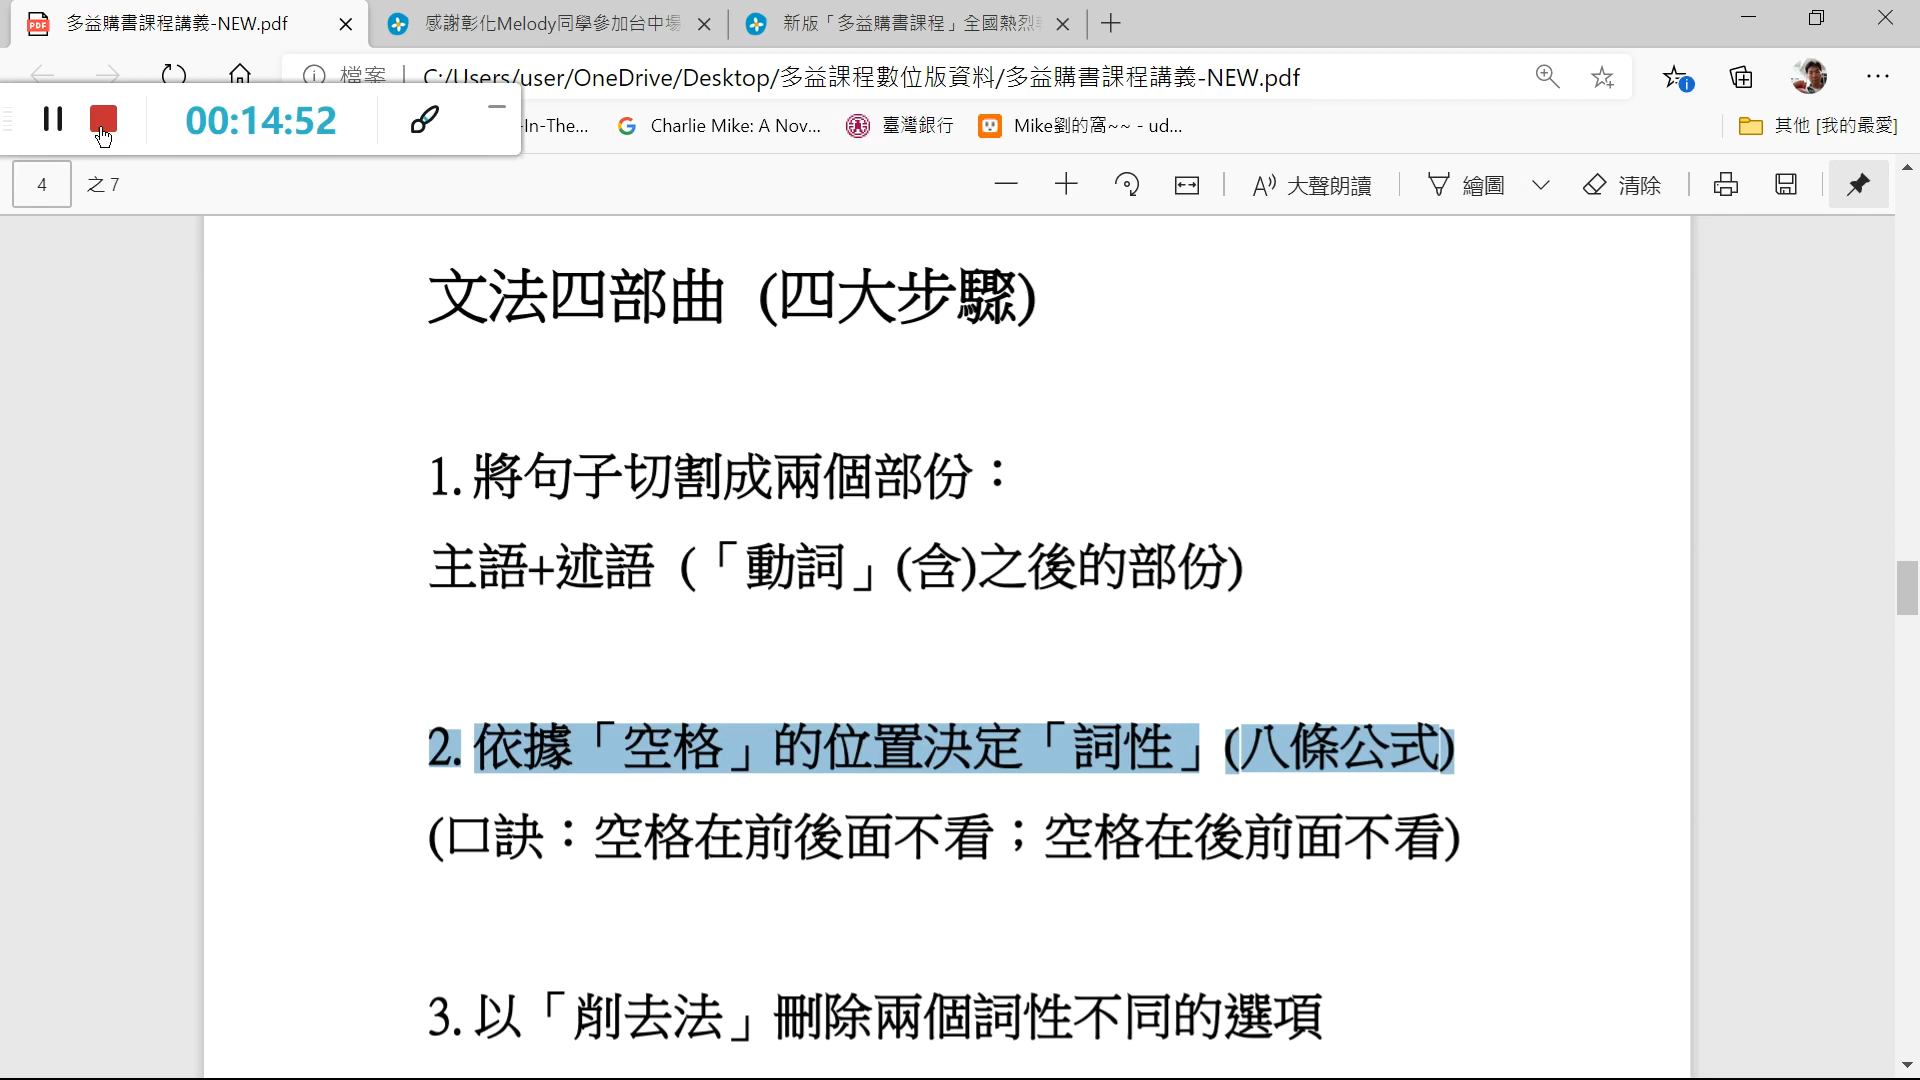 多益購書課程講義-NEW.pdf
感謝彰化Melody同學參加台中場
新版「多益購書課程」全國熱烈
檔案
C:/Users/user/OneDrive/Desktop/多益課程數位版資料/多益購書課程講義-NEW.pdf
00:14:52
-In-The...
Charlie Mike: A Nov...
臺灣銀行
Mike劉的窩~~ - ud...
其他 [我的最愛]
4 之 7
大聲朗讀
繪圖
清除
文法四部曲 (四大步驟)
1. 將句子切割成兩個部份：
主語+述語 (「動詞」(含)之後的部份)
2. 依據「空格」的位置決定「詞性」(八條公式)
(口訣：空格在前後面不看；空格在後前面不看)
3. 以「削去法」刪除兩個詞性不同的選項